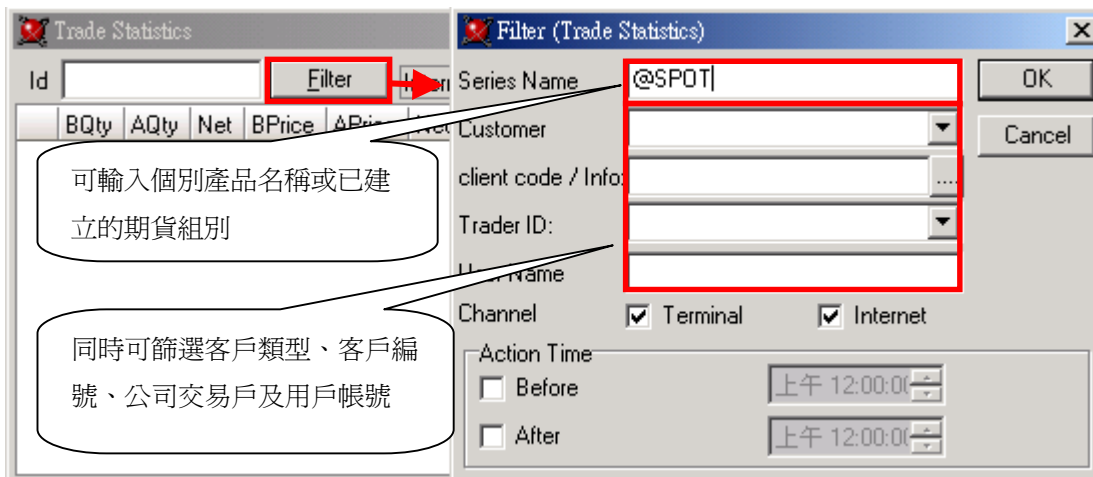 Trade Statistics
Id
Filter
BQty
AQty
Net
BPrice
可輸入個別產品名稱或已建
立的期貨組別
同時可篩選客戶類型、客戶編
號、公司交易戶及用戶帳號
Filter (Trade Statistics)
Series Name
@SPOT
OK
Customer
Cancel
client code / Info:
....
Trader ID:
Name
Channel
Terminal
Internet
Action Time
Before
上午 12:00:0
After
上午 12:00:0